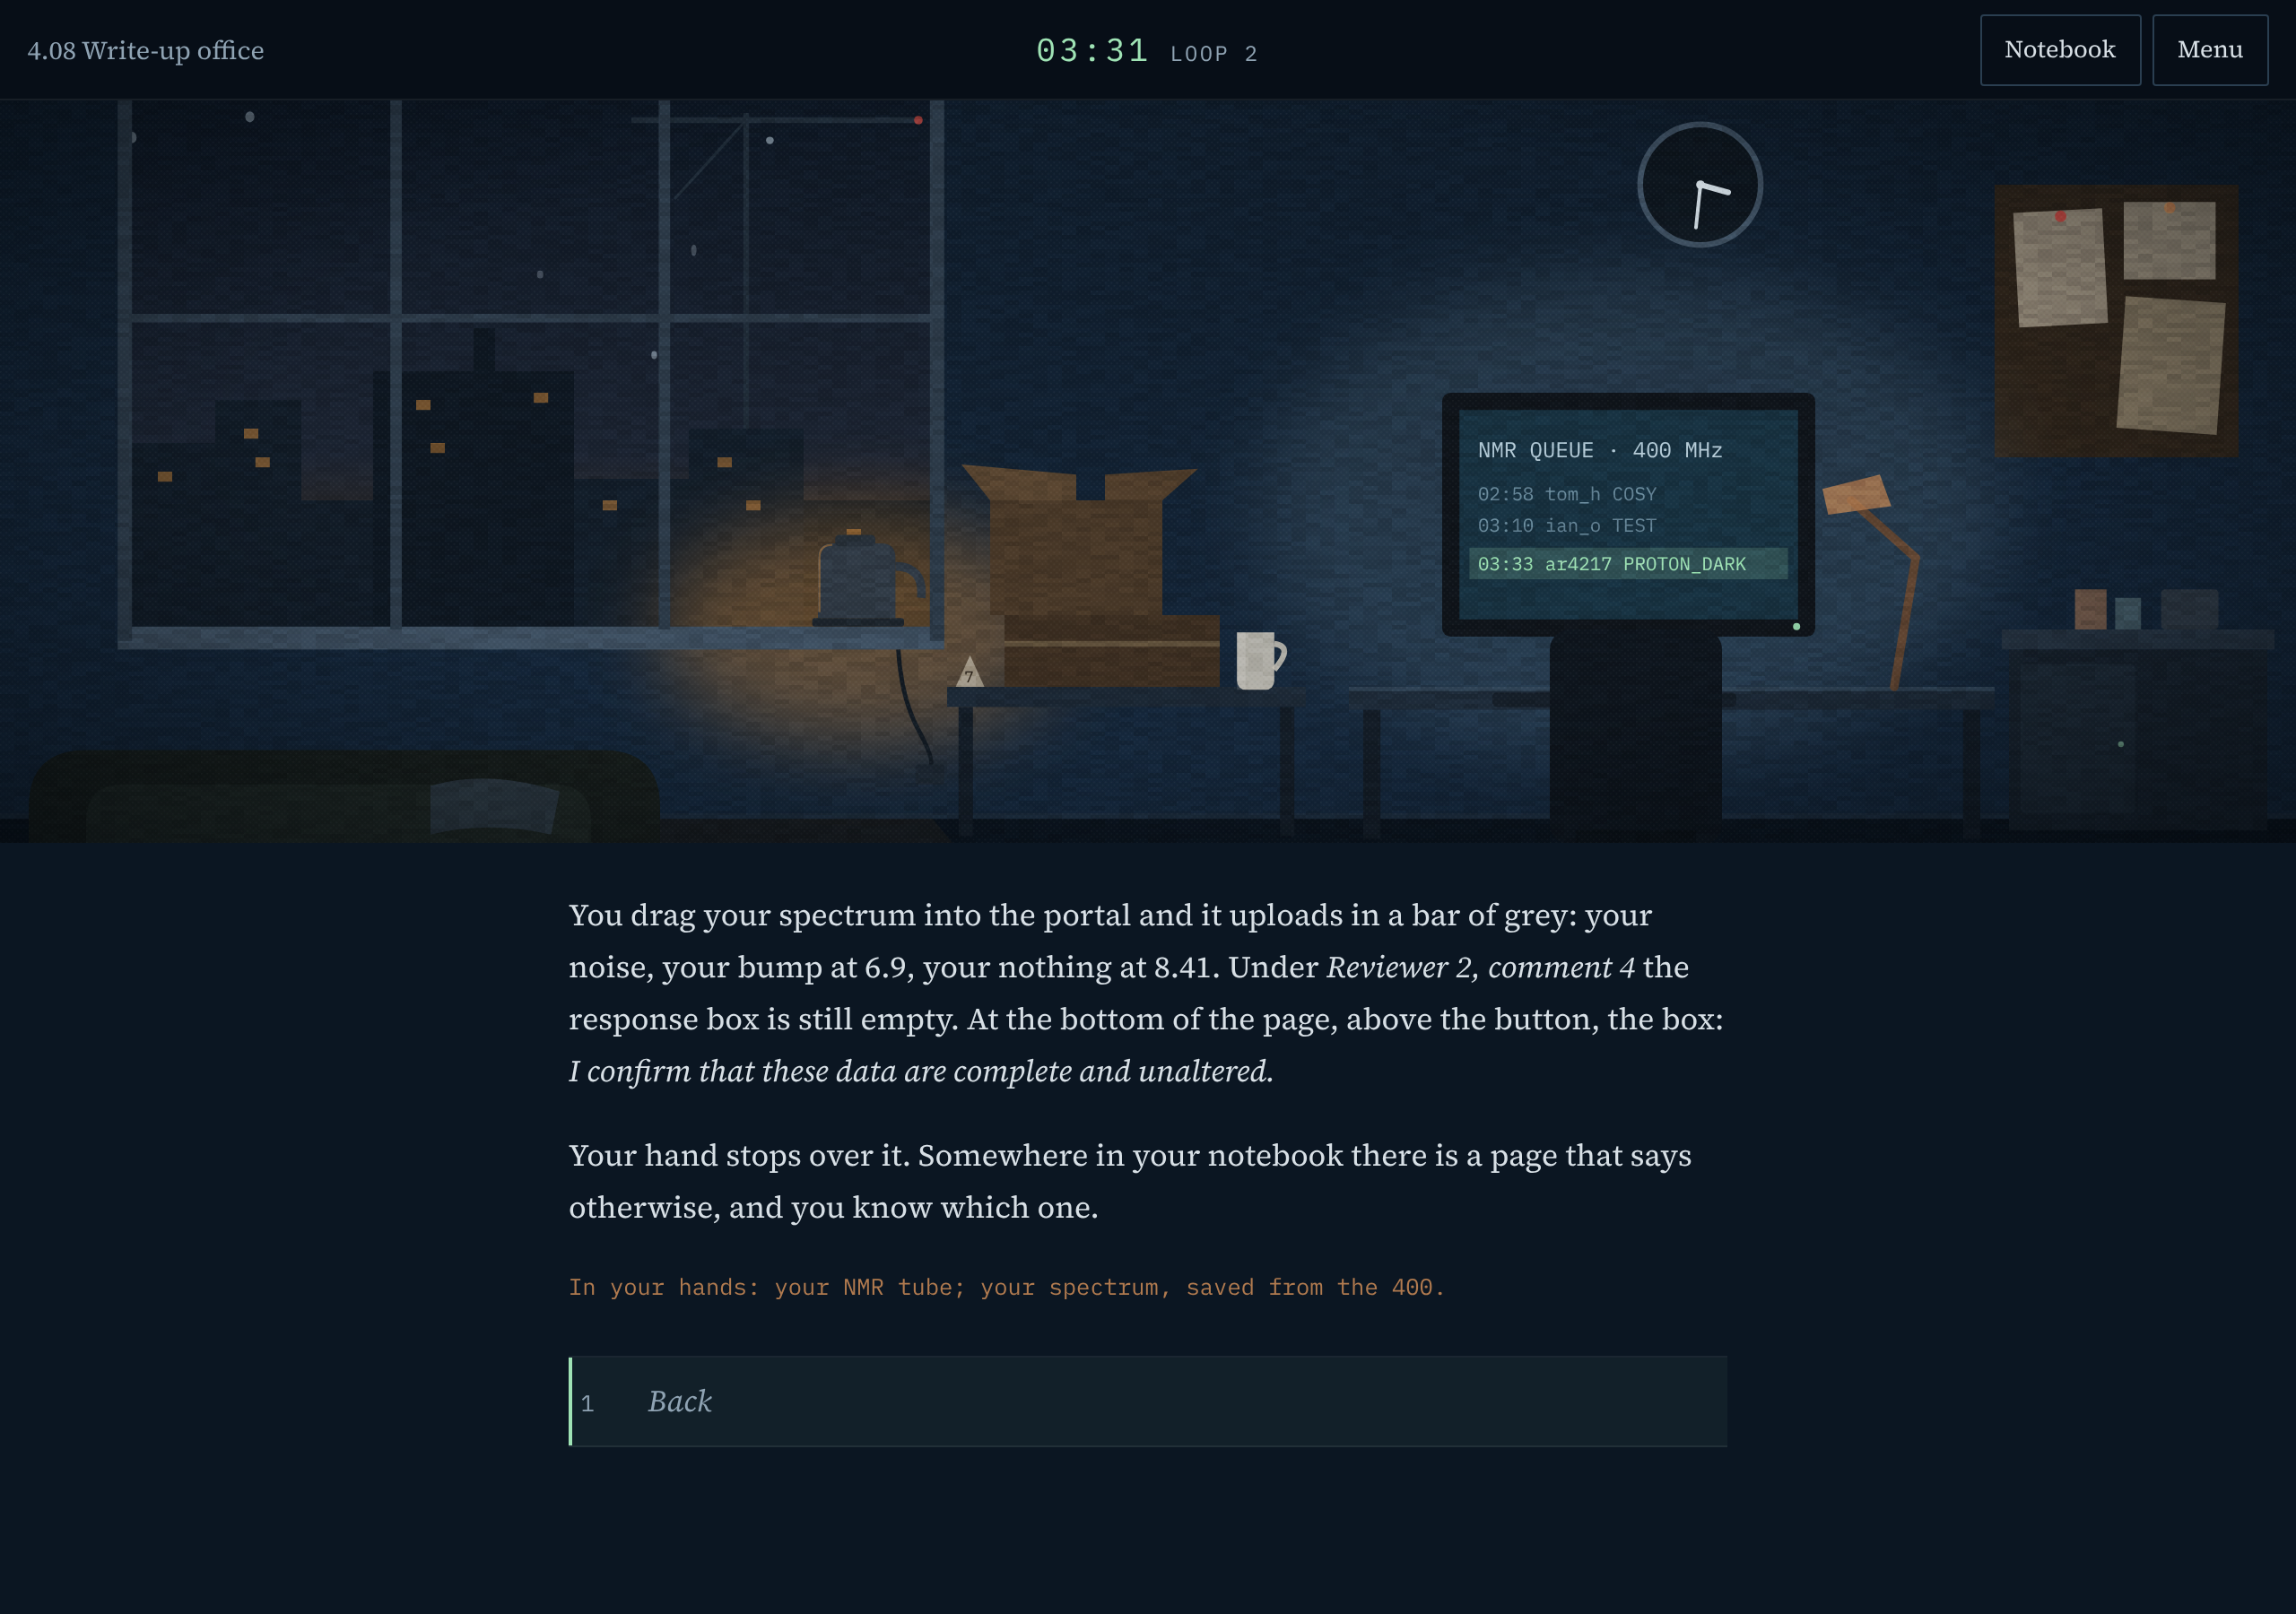 4.08 Write-up office
03:31 LOOP 2
Notebook
Menu
NMR QUEUE · 400 MHz
02:58 tom_h COSY
03:10 ian_o TEST
03:33 ar4217 PROTON_DARK
7
You drag your spectrum into the portal and it uploads in a bar of grey: your
noise, your bump at 6.9, your nothing at 8.41. Under Reviewer 2, comment 4 the
response box is still empty. At the bottom of the page, above the button, the box:
I confirm that these data are complete and unaltered.
Your hand stops over it. Somewhere in your notebook there is a page that says
otherwise, and you know which one.
In your hands: your NMR tube; your spectrum, saved from the 400.
1 Back